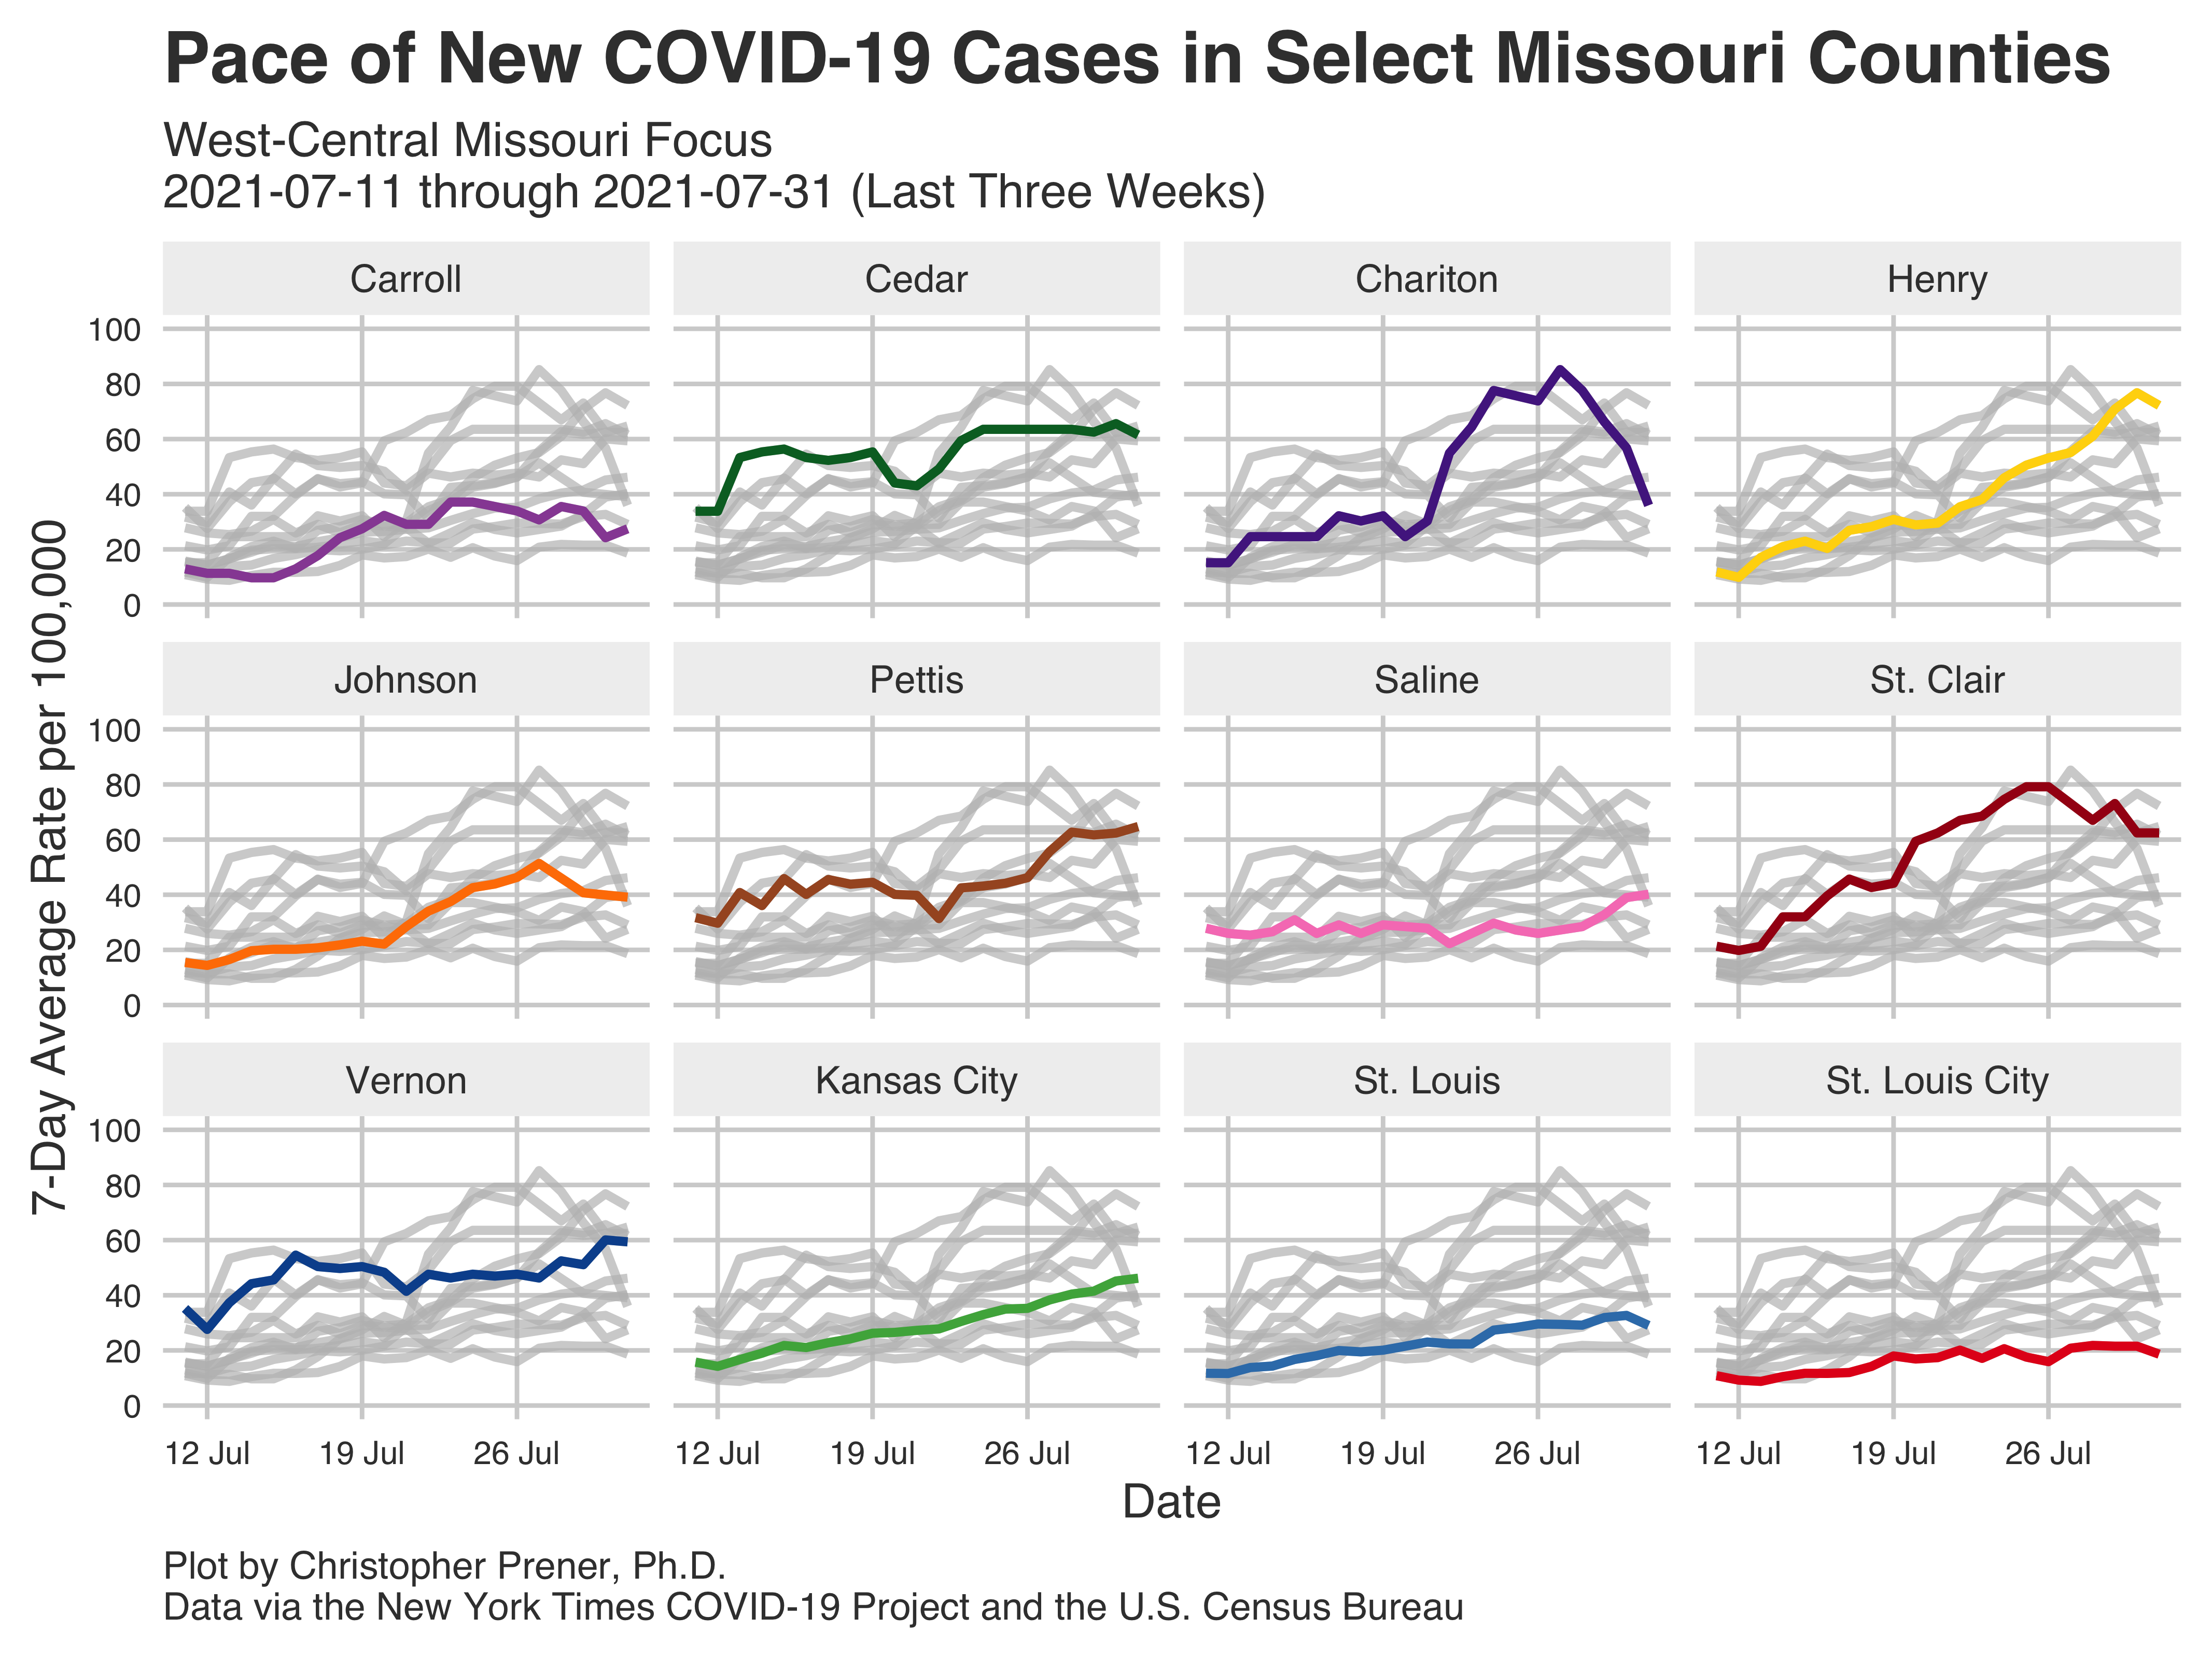 Pace of New COVID-19 Cases in Select Missouri Counties
West-Central Missouri Focus
2021-07-11 through 2021-07-31 (Last Three Weeks)
7-Day Average Rate per 100,000
Carroll
Cedar
Chariton
Henry
100
80
60
40
20
0
Johnson
Pettis
Saline
St. Clair
100
80
60
40
20
0
Vernon
Kansas City
St. Louis
St. Louis City
100
80
60
40
20
0
12 Jul 19 Jul 26 Jul
12 Jul 19 Jul 26 Jul
12 Jul 19 Jul 26 Jul
12 Jul 19 Jul 26 Jul
Date
Plot by Christopher Prener, Ph.D.
Data via the New York Times COVID-19 Project and the U.S. Census Bureau